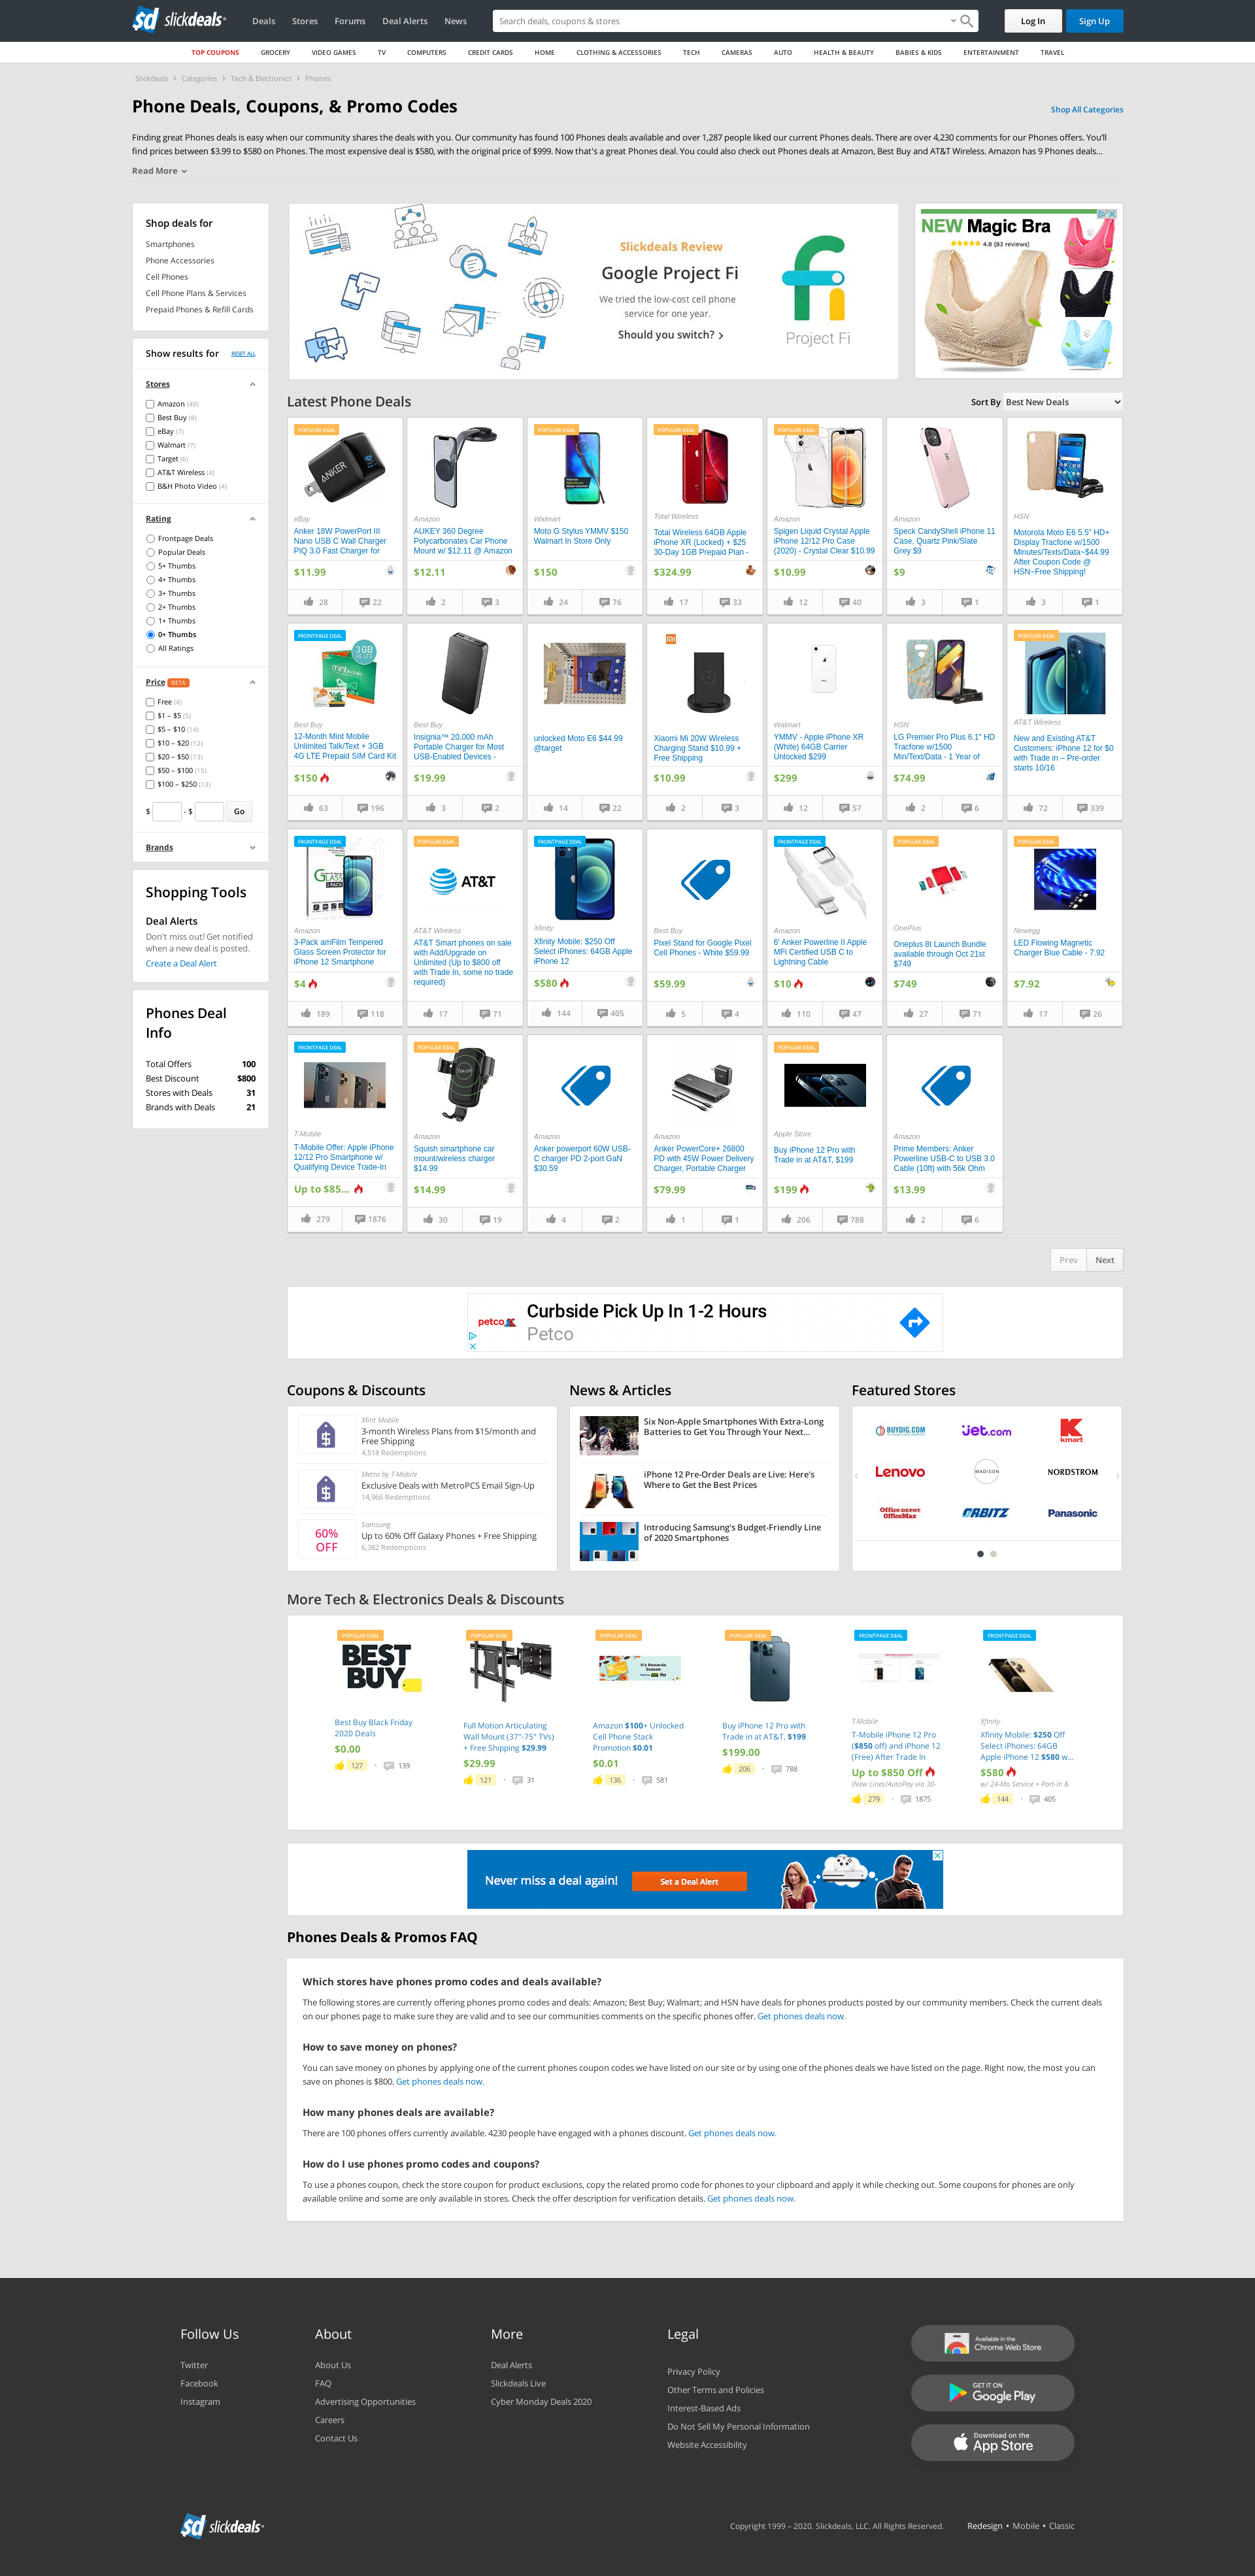 sd slickdeals
Deals
Stores
Forums
Deal Alerts
News
Search deals, coupons & stores
Log In
Sign Up
TOP COUPONS
GROCERY
VIDEO GAMES
TV
COMPUTERS
CREDIT CARDS
HOME
CLOTHING & ACCESSORIES
TECH
CAMERAS
AUTO
HEALTH & BEAUTY
BABIES & KIDS
ENTERTAINMENT
TRAVEL
Slickdeals > Categories > Tech & Electronics > Phones
Phone Deals, Coupons, & Promo Codes
Shop All Categories
Finding great Phones deals is easy when our community shares the deals with you. Our community has found 100 Phones deals available and over 1,287 people liked our current Phones deals. There are over 4,230 comments for our Phones offers. You'll
find prices between $3.99 to $580 on Phones. The most expensive deal is $580, with the original price of $999. Now that's a great Phones deal. You could also check out Phones deals at Amazon, Best Buy and AT&T Wireless. Amazon has 9 Phones deals...
Read More
Shop deals for
Smartphones
Phone Accessories
Cell Phones
Cell Phone Plans & Services
Prepaid Phones & Refill Cards
Show results for
RESET ALL
Stores
Amazon (40)
Best Buy (8)
eBay (7)
Walmart (7)
Target (6)
AT&T Wireless (4)
B&H Photo Video (4)
Rating
Frontpage Deals
Popular Deals
5+ Thumbs
4+ Thumbs
3+ Thumbs
2+ Thumbs
1+ Thumbs
0+ Thumbs
All Ratings
Price BETA
Free (4)
$1 – $5 (5)
$5 – $10 (14)
$10 – $20 (12)
$20 – $50 (13)
$50 – $100 (15)
$100 – $250 (13)
$ - $ Go
Brands
Shopping Tools
Deal Alerts
Don't miss out! Get notified
when a new deal is posted.
Create a Deal Alert
Phones Deal
Info
Total Offers 100
Best Discount $800
Stores with Deals 31
Brands with Deals 21
Slickdeals Review
Google Project Fi
We tried the low-cost cell phone
service for one year.
Should you switch? >
Project Fi
NEW Magic Bra
4.8 (83 reviews)
Latest Phone Deals
Sort By Best New Deals
POPULAR DEAL
ANKER
eBay
Anker 18W PowerPort III
Nano USB C Wall Charger
PIQ 3.0 Fast Charger for
$11.99
28
22
Amazon
AUKEY 360 Degree
Polycarbonates Car Phone
Mount w/ $12.11 @ Amazon
$12.11
2
3
POPULAR DEAL
Walmart
Moto G Stylus YMMV $150
Walmart In Store Only
$150
24
76
POPULAR DEAL
Total Wireless
Total Wireless 64GB Apple
iPhone XR (Locked) + $25
30-Day 1GB Prepaid Plan -
$324.99
17
33
POPULAR DEAL
Amazon
Spigen Liquid Crystal Apple
iPhone 12/12 Pro Case
(2020) - Crystal Clear $10.99
$10.99
12
40
Amazon
Speck CandyShell iPhone 11
Case, Quartz Pink/Slate
Grey $9
$9
3
1
HSN
Motorola Moto E6 5.5" HD+
Display Tracfone w/1500
Minutes/Texts/Data~$44.99
After Coupon Code @
HSN~Free Shipping!
3
1
FRONTPAGE DEAL
3GB
4G LTE
mint mobile
Best Buy
12-Month Mint Mobile
Unlimited Talk/Text + 3GB
4G LTE Prepaid SIM Card Kit
$150
63
196
Best Buy
Insignia™ 20,000 mAh
Portable Charger for Most
USB-Enabled Devices -
$19.99
3
2
unlocked Moto E6 $44.99
@target
14
22
Xiaomi Mi 20W Wireless
Charging Stand $10.99 +
Free Shipping
$10.99
2
3
Walmart
YMMV - Apple iPhone XR
(White) 64GB Carrier
Unlocked $299
$299
12
57
HSN
LG Premier Pro Plus 6.1" HD
Tracfone w/1500
Min/Text/Data - 1 Year of
$74.99
2
6
POPULAR DEAL
AT&T Wireless
New and Existing AT&T
Customers: iPhone 12 for $0
with Trade in – Pre-order
starts 10/16
72
339
FRONTPAGE DEAL
GLASS
3 PACK
Amazon
3-Pack amFilm Tempered
Glass Screen Protector for
iPhone 12 Smartphone
$4
189
118
POPULAR DEAL
AT&T
AT&T Wireless
AT&T Smart phones on sale
with Add/Upgrade on
Unlimited (Up to $800 off
with Trade In, some no trade
required)
17
71
FRONTPAGE DEAL
Xfinity
Xfinity Mobile: $250 Off
Select iPhones: 64GB Apple
iPhone 12
$580
144
405
Best Buy
Pixel Stand for Google Pixel
Cell Phones - White $59.99
$59.99
5
4
FRONTPAGE DEAL
Amazon
6' Anker Powerline II Apple
MFi Certified USB C to
Lightning Cable
$10
110
47
POPULAR DEAL
OnePlus
Oneplus 8t Launch Bundle
available through Oct 21st
$749
$749
27
71
POPULAR DEAL
Newegg
LED Flowing Magnetic
Charger Blue Cable - 7.92
$7.92
17
26
FRONTPAGE DEAL
T-Mobile
T-Mobile Offer: Apple iPhone
12/12 Pro Smartphone w/
Qualifying Device Trade-In
Up to $85...
279
1876
POPULAR DEAL
Amazon
Squish smartphone car
mount/wireless charger
$14.99
$14.99
30
19
Amazon
Anker powerport 60W USB-
C charger PD 2-port GaN
$30.59
4
2
Amazon
Anker PowerCore+ 26800
PD with 45W Power Delivery
Charger, Portable Charger
$79.99
1
1
POPULAR DEAL
Apple Store
Buy iPhone 12 Pro with
Trade in at AT&T, $199
$199
206
788
Amazon
Prime Members: Anker
Powerline USB-C to USB 3.0
Cable (10ft) with 56k Ohm
$13.99
2
6
Prev
Next
petco
Curbside Pick Up In 1-2 Hours
Petco
Coupons & Discounts
Mint Mobile
3-month Wireless Plans from $15/month and
Free Shipping
4,518 Redemptions
Metro by T-Mobile
Exclusive Deals with MetroPCS Email Sign-Up
14,966 Redemptions
60%
OFF
Samsung
Up to 60% Off Galaxy Phones + Free Shipping
6,382 Redemptions
News & Articles
Six Non-Apple Smartphones With Extra-Long
Batteries to Get You Through Your Next...
iPhone 12 Pre-Order Deals are Live: Here's
Where to Get the Best Prices
Introducing Samsung's Budget-Friendly Line
of 2020 Smartphones
Featured Stores
BUYDIG.COM
jet.com
K
kmart
Lenovo
MADISON
NORDSTROM
Office DEPOT
OfficeMax
ORBITZ
Panasonic
More Tech & Electronics Deals & Discounts
POPULAR DEAL
BEST
BUY
Best Buy Black Friday
2020 Deals
$0.00
127 · 139
POPULAR DEAL
Full Motion Articulating
Wall Mount (37"-75" TVs)
+ Free Shipping $29.99
$29.99
121 · 31
POPULAR DEAL
It's Rewards
Season
Amazon $100+ Unlocked
Cell Phone Stack
Promotion $0.01
$0.01
136 · 581
POPULAR DEAL
Buy iPhone 12 Pro with
Trade in at AT&T, $199
$199.00
206 · 788
FRONTPAGE DEAL
T-Mobile
T-Mobile iPhone 12 Pro
($850 off) and iPhone 12
(Free) After Trade In
Up to $850 Off
(New Lines/AutoPay via 30-
279 · 1875
FRONTPAGE DEAL
Xfinity
Xfinity Mobile: $250 Off
Select iPhones: 64GB
Apple iPhone 12 $580 w...
$580
w/ 24-Mo Service + Port-In &
144 · 405
Never miss a deal again!
Set a Deal Alert
Phones Deals & Promos FAQ
Which stores have phones promo codes and deals available?
The following stores are currently offering phones promo codes and deals: Amazon; Best Buy; Walmart; and HSN have deals for phones products posted by our community members. Check the current deals
on our phones page to make sure they are valid and to see our communities comments on the specific phones offer. Get phones deals now.
How to save money on phones?
You can save money on phones by applying one of the current phones coupon codes we have listed on our site or by using one of the phones deals we have listed on the page. Right now, the most you can
save on phones is $800. Get phones deals now.
How many phones deals are available?
There are 100 phones offers currently available. 4230 people have engaged with a phones discount. Get phones deals now.
How do I use phones promo codes and coupons?
To use a phones coupon, check the store coupon for product exclusions, copy the related promo code for phones to your clipboard and apply it while checking out. Some coupons for phones are only
available online and some are only available in stores. Check the offer description for verification details. Get phones deals now.
Follow Us
Twitter
Facebook
Instagram
About
About Us
FAQ
Advertising Opportunities
Careers
Contact Us
More
Deal Alerts
Slickdeals Live
Cyber Monday Deals 2020
Legal
Privacy Policy
Other Terms and Policies
Interest-Based Ads
Do Not Sell My Personal Information
Website Accessibility
Available in the
Chrome Web Store
GET IT ON
Google Play
Download on the
App Store
sd slickdeals
Copyright 1999 – 2020. Slickdeals, LLC. All Rights Reserved.
Redesign • Mobile • Classic